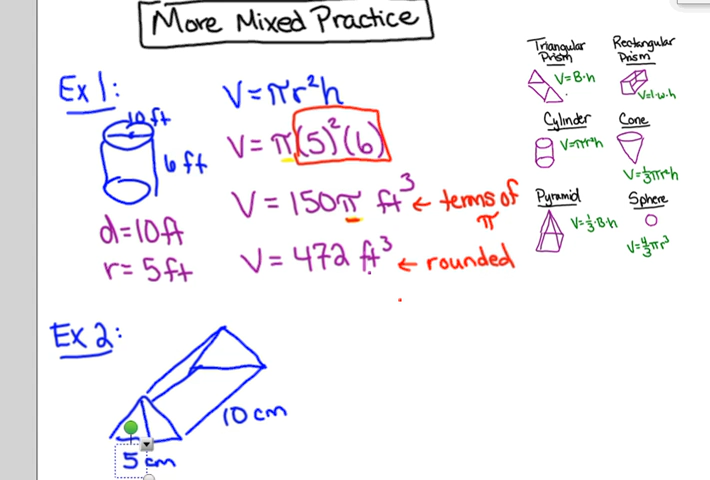 More Mixed Practice
Ex 1:
10 ft
6 ft
d=10ft
r=5ft
V=πr²h
V=π(5)²(6)
V=150π ft³ ← terms of π
V=472 ft³ ← rounded
Triangular Prism
V=B·h
Rectangular Prism
V=l·w·h
Cylinder
V=πr²h
Cone
V=⅓πr²h
Pyramid
V=⅓·B·h
Sphere
V=4/3πr³
Ex 2:
10 cm
5 cm